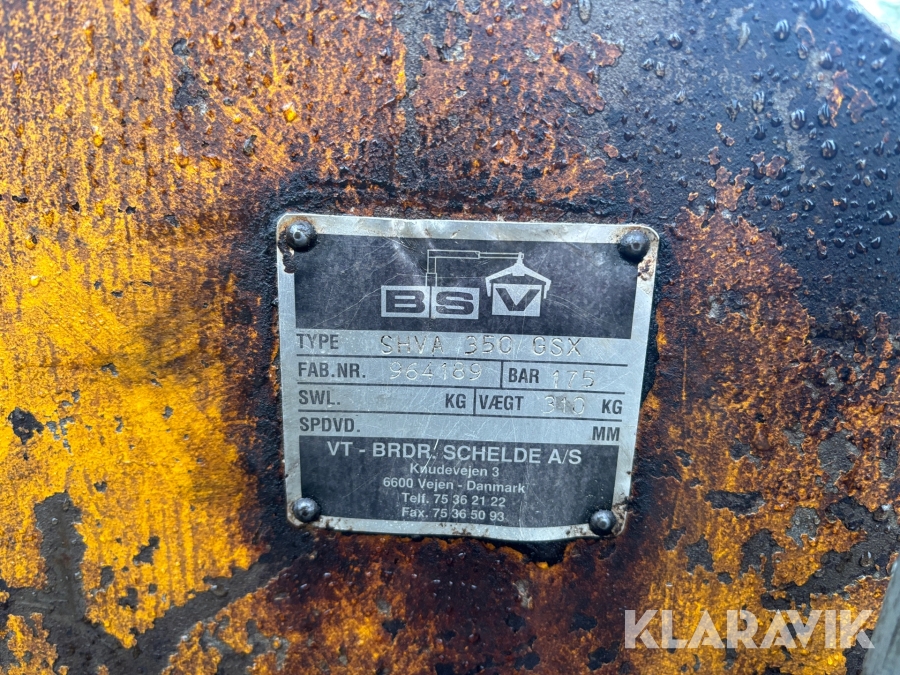 BSV
TYPE SHVA 350 GSX
FAB.NR. 964189 BAR 175
SWL. KG VÆGT 310 KG
SPDVD. MM
VT - BRDR. SCHELDE A/S
Knudevejen 3
6600 Vejen - Danmark
Telf. 75 36 21 22
Fax. 75 36 50 93
KLARAVIK